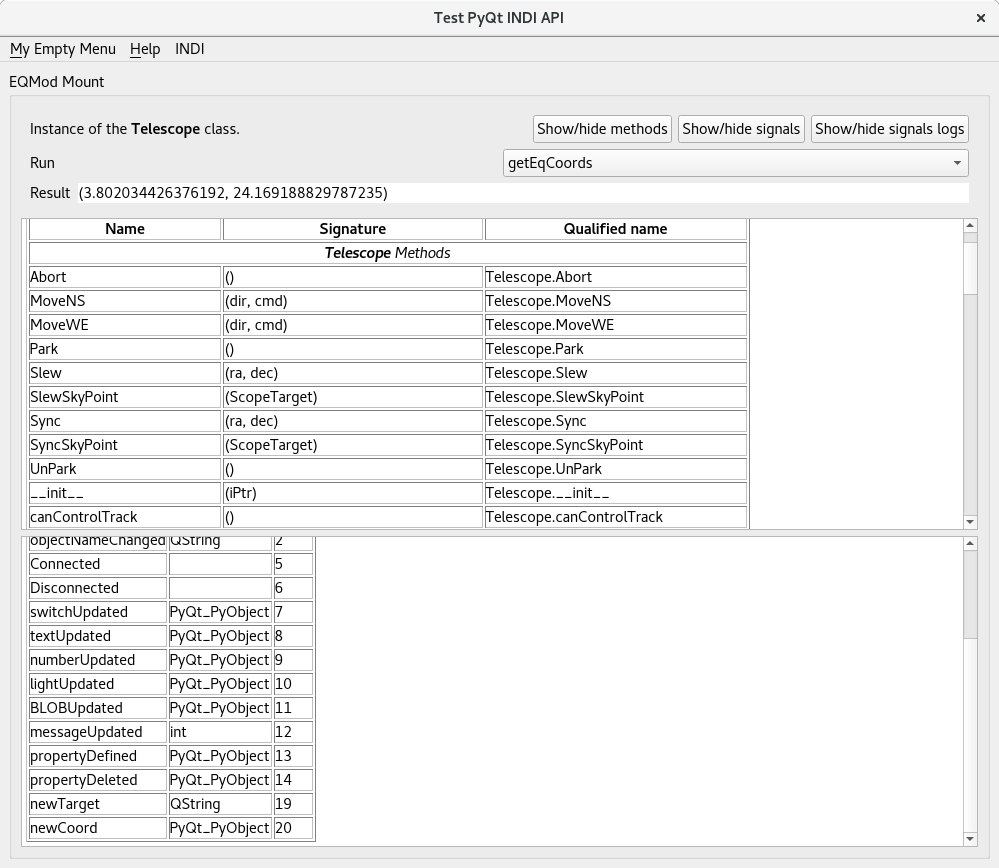 Test PyQt INDI API ×
My Empty Menu Help INDI
EQMod Mount
Instance of the Telescope class. Show/hide methods Show/hide signals Show/hide signals logs
Run getEqCoords
Result (3.802034426376192, 24.169188829787235)
Name Signature Qualified name
Telescope Methods
Abort () Telescope.Abort
MoveNS (dir, cmd) Telescope.MoveNS
MoveWE (dir, cmd) Telescope.MoveWE
Park () Telescope.Park
Slew (ra, dec) Telescope.Slew
SlewSkyPoint (ScopeTarget) Telescope.SlewSkyPoint
Sync (ra, dec) Telescope.Sync
SyncSkyPoint (ScopeTarget) Telescope.SyncSkyPoint
UnPark () Telescope.UnPark
__init__ (iPtr) Telescope.__init__
canControlTrack () Telescope.canControlTrack
objectNameChanged QString 2
Connected 5
Disconnected 6
switchUpdated PyQt_PyObject 7
textUpdated PyQt_PyObject 8
numberUpdated PyQt_PyObject 9
lightUpdated PyQt_PyObject 10
BLOBUpdated PyQt_PyObject 11
messageUpdated int 12
propertyDefined PyQt_PyObject 13
propertyDeleted PyQt_PyObject 14
newTarget QString 19
newCoord PyQt_PyObject 20